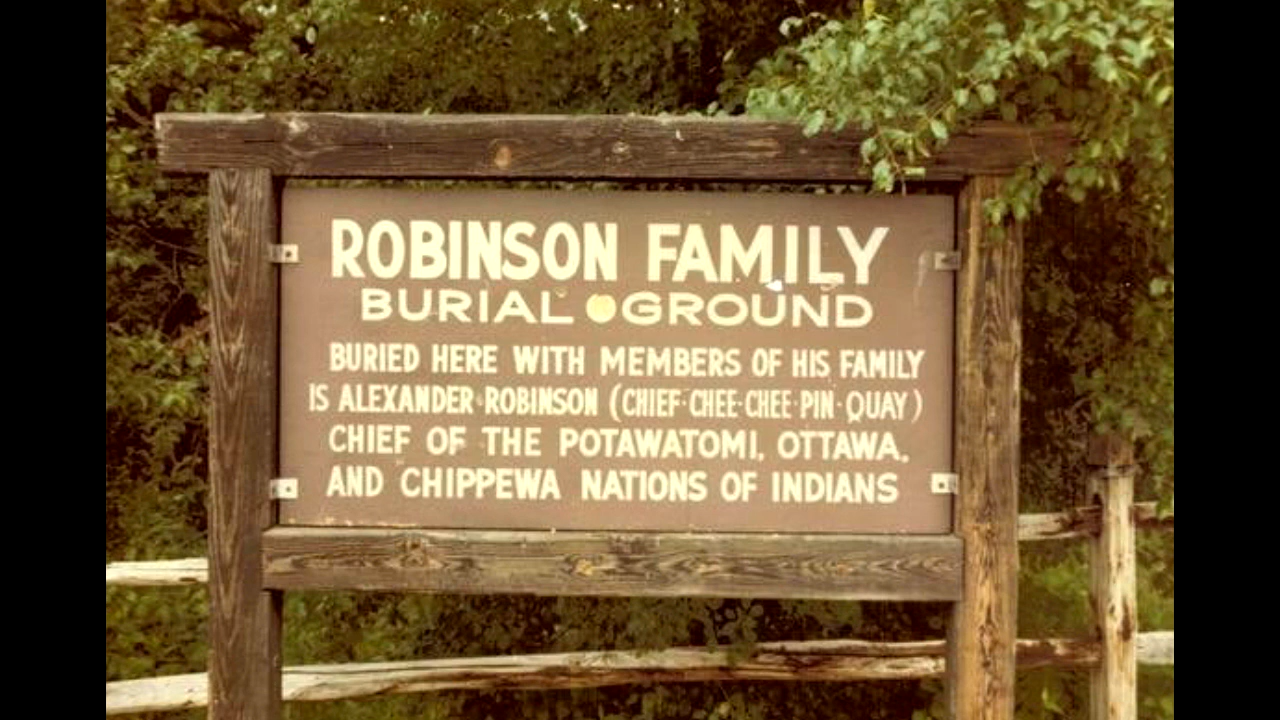 ROBINSON FAMILY
BURIAL GROUND
BURIED HERE WITH MEMBERS OF HIS FAMILY
IS ALEXANDER ROBINSON (CHIEF-CHEE-CHEE-PIN-QUAY)
CHIEF OF THE POTAWATOMI, OTTAWA,
AND CHIPPEWA NATIONS OF INDIANS